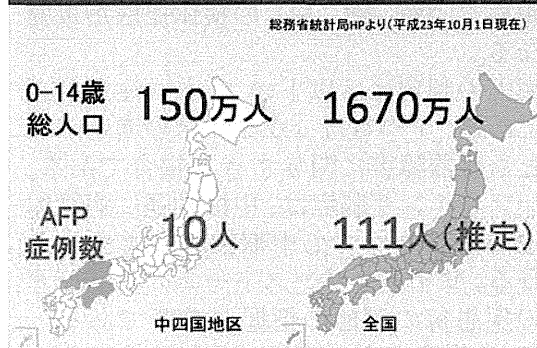 総務省統計局HPより(平成23年10月1日現在)
0-14歳
総人口
150万人
1670万人
AFP
症例数
10人
111人(推定)
中四国地区
全国